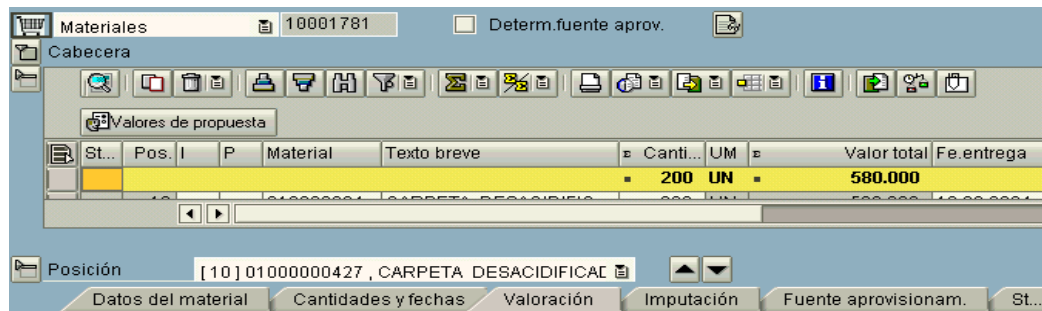 Materiales 10001781 Determ.fuente aprov.
Cabecera
Valores de propuesta
St... Pos. I P Material Texto breve Σ Canti... UM Σ Valor total Fe.entrega
200 UN 580.000
Posición [10] 01000000427 , CARPETA DESACIDIFICAD
Datos del material Cantidades y fechas Valoración Imputación Fuente aprovisionam. St...